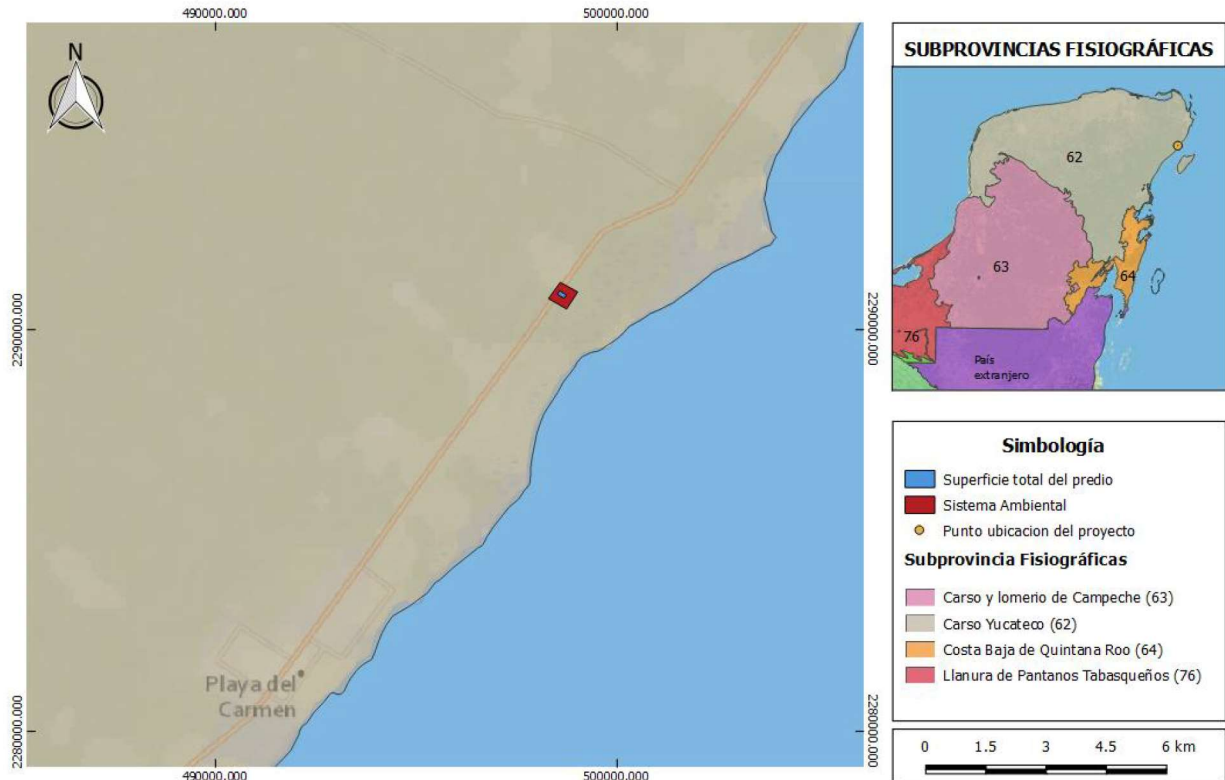 490000.000
500000.000
N
2290000.000
2290000.000
Playa del
Carmen
2280000.000
2280000.000
490000.000
500000.000
SUBPROVINCIAS FISIOGRÁFICAS
62
63
64
76
País
extranjero
Simbología
Superficie total del predio
Sistema Ambiental
Punto ubicacion del proyecto
Subprovincia Fisiográficas
Carso y lomerio de Campeche (63)
Carso Yucateco (62)
Costa Baja de Quintana Roo (64)
Llanura de Pantanos Tabasqueños (76)
0 1.5 3 4.5 6 km